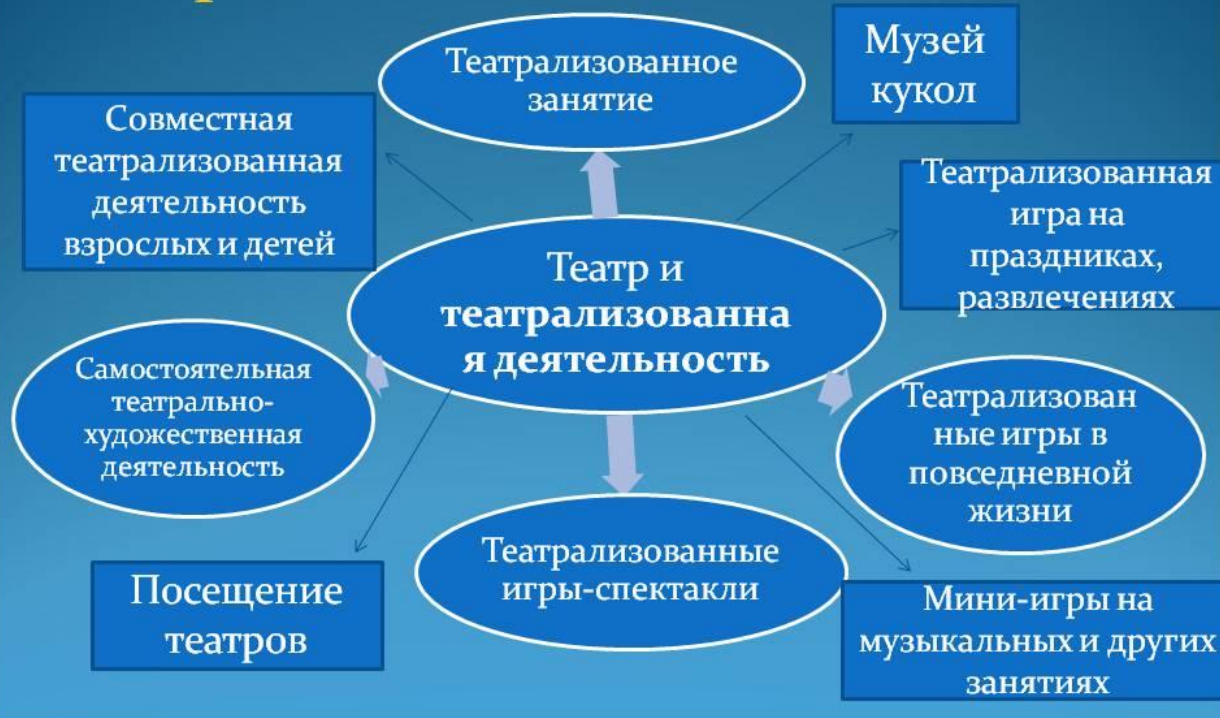 Театрализованное
занятие
Музей
кукол
Совместная
театрализованная
деятельность
взрослых и детей
Театрализованная
игра на
праздниках,
развлечениях
Театр и
театрализованна
я деятельность
Самостоятельная
театрально-
художественная
деятельность
Театрализован
ные игры в
повседневной
жизни
Театрализованные
игры-спектакли
Посещение
театров
Мини-игры на
музыкальных и других
занятиях